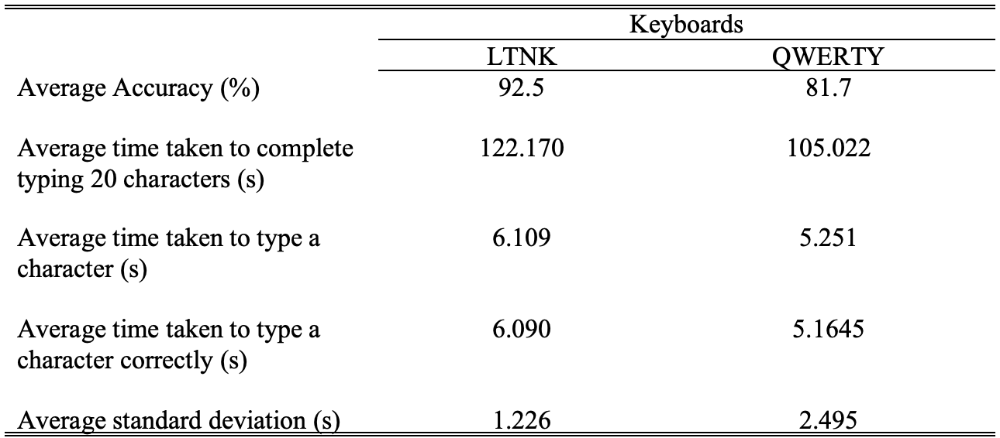 Keyboards
LTNK QWERTY
Average Accuracy (%) 92.5 81.7
Average time taken to complete 122.170 105.022
typing 20 characters (s)
Average time taken to type a 6.109 5.251
character (s)
Average time taken to type a 6.090 5.1645
character correctly (s)
Average standard deviation (s) 1.226 2.495